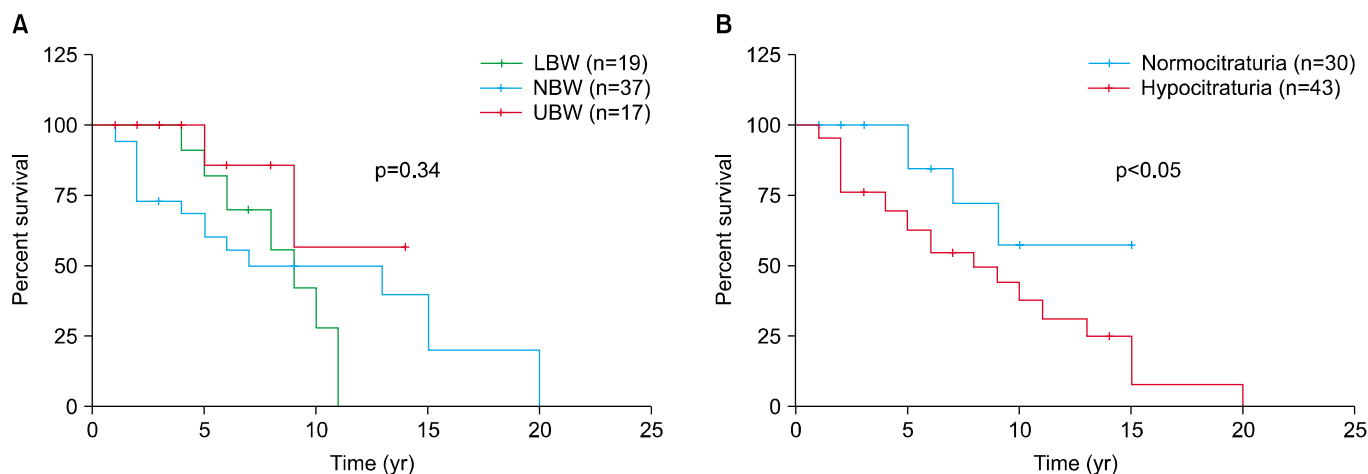 A
125
100
75
50
25
0
Percent survival
LBW (n=19)
NBW (n=37)
UBW (n=17)
p=0.34
0 5 10 15 20 25
Time (yr)
B
125
100
75
50
25
0
Percent survival
Normocitraturia (n=30)
Hypocitraturia (n=43)
p<0.05
0 5 10 15 20 25
Time (yr)